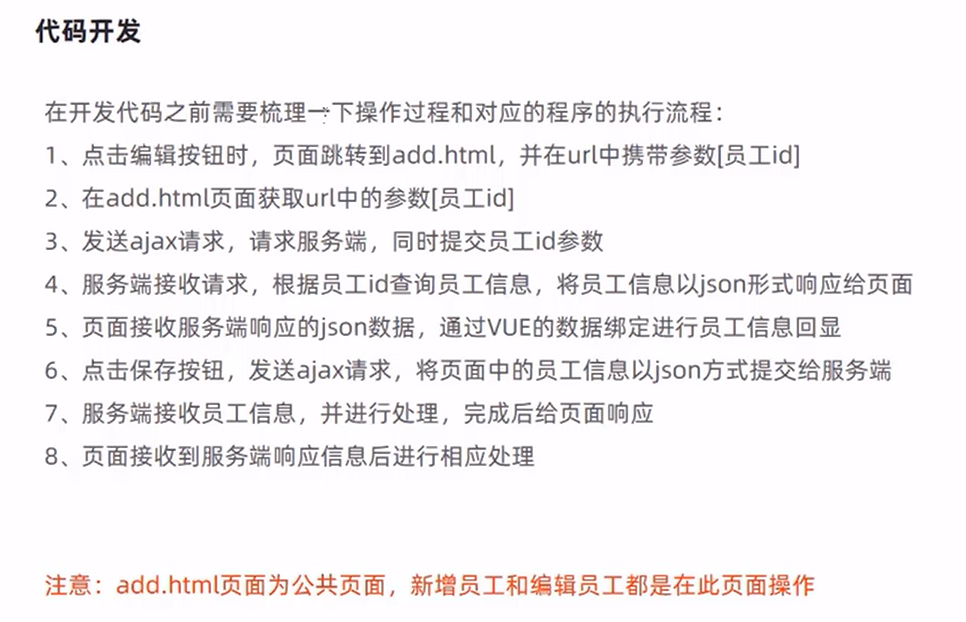 代码开发
在开发代码之前需要梳理一下操作过程和对应的程序的执行流程：
1、点击编辑按钮时，页面跳转到add.html，并在url中携带参数[员工id]
2、在add.html页面获取url中的参数[员工id]
3、发送ajax请求，请求服务端，同时提交员工id参数
4、服务端接收请求，根据员工id查询员工信息，将员工信息以json形式响应给页面
5、页面接收服务端响应的json数据，通过VUE的数据绑定进行员工信息回显
6、点击保存按钮，发送ajax请求，将页面中的员工信息以json方式提交给服务端
7、服务端接收员工信息，并进行处理，完成后给页面响应
8、页面接收到服务端响应信息后进行相应处理
注意：add.html页面为公共页面，新增员工和编辑员工都是在此页面操作